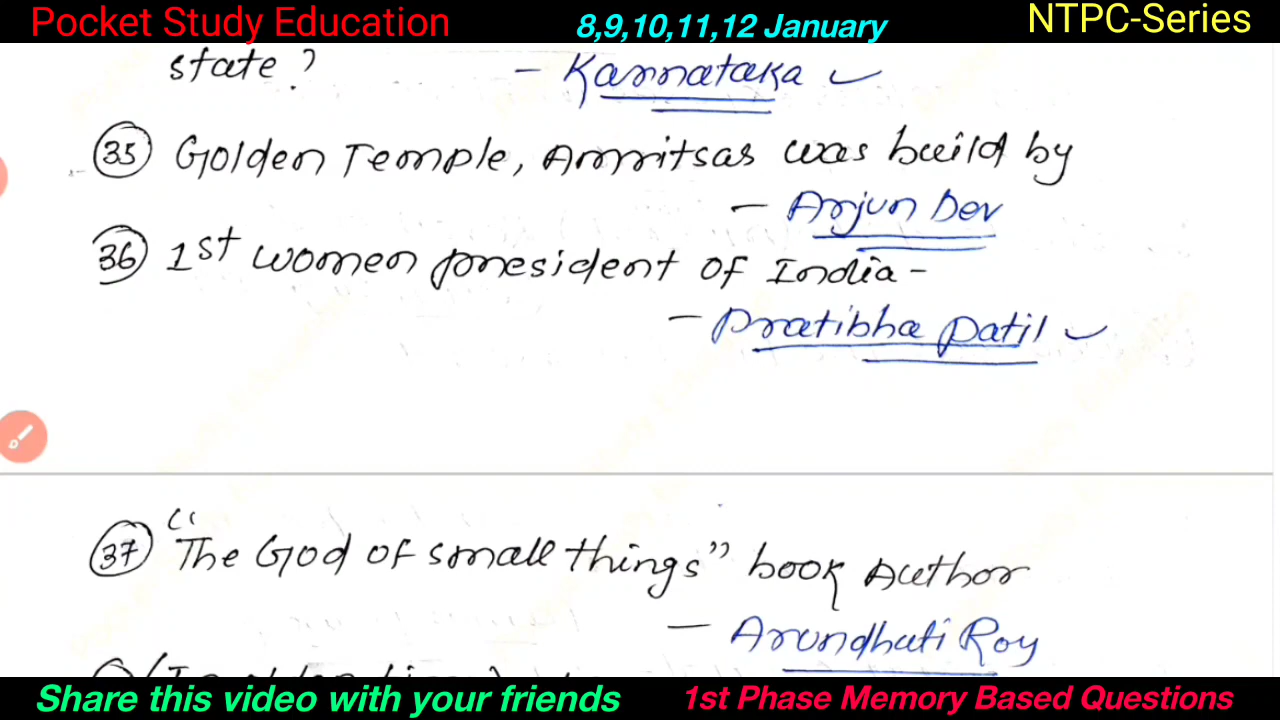 Pocket Study Education
8,9,10,11,12 January
NTPC-Series
state ? - Karnataka ✓
35 Golden Temple, Amritsar was build by
- Arjun Dev
36 1st women president of India -
- Pratibha Patil ✓
37 "The God of small things" book Author
- Arundhati Roy
Share this video with your friends
1st Phase Memory Based Questions